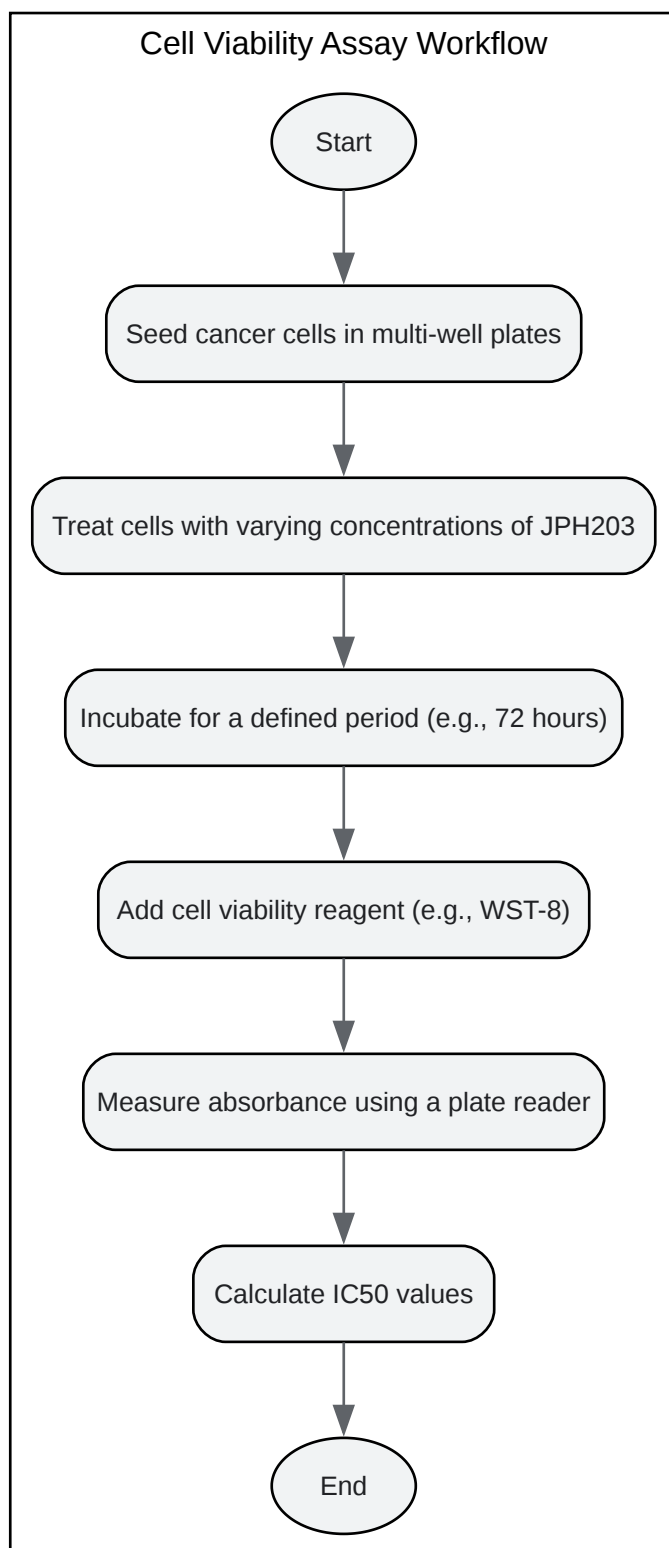 Cell Viability Assay Workflow
Start
Seed cancer cells in multi-well plates
Treat cells with varying concentrations of JPH203
Incubate for a defined period (e.g., 72 hours)
Add cell viability reagent (e.g., WST-8)
Measure absorbance using a plate reader
Calculate IC50 values
End